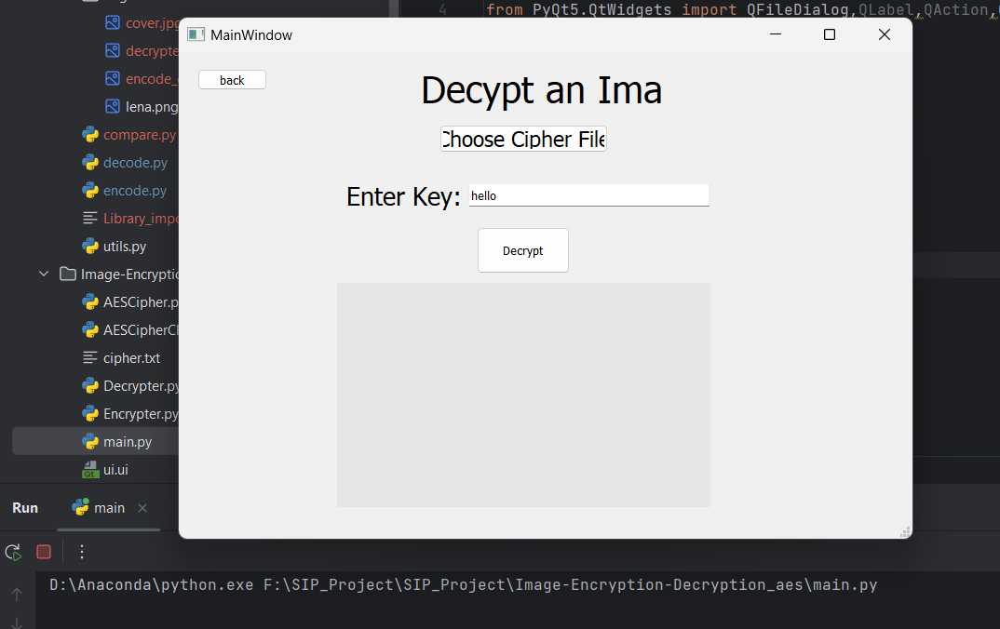 4 from PyQt5.QtWidgets import QFileDialog,QLabel,QAction,
cover.jpg
MainWindow
decrypte
back
Decypt an Ima
encode_
lena.png
compare.py
Choose Cipher File
decode.py
encode.py
Enter Key: hello
Library_impo
utils.py
Decrypt
Image-Encryptio
AESCipher.p
AESCipherC
cipher.txt
Decrypter.py
Encrypter.py
main.py
ui.ui
Run main
D:\Anaconda\python.exe F:\SIP_Project\SIP_Project\Image-Encryption-Decryption_aes\main.py